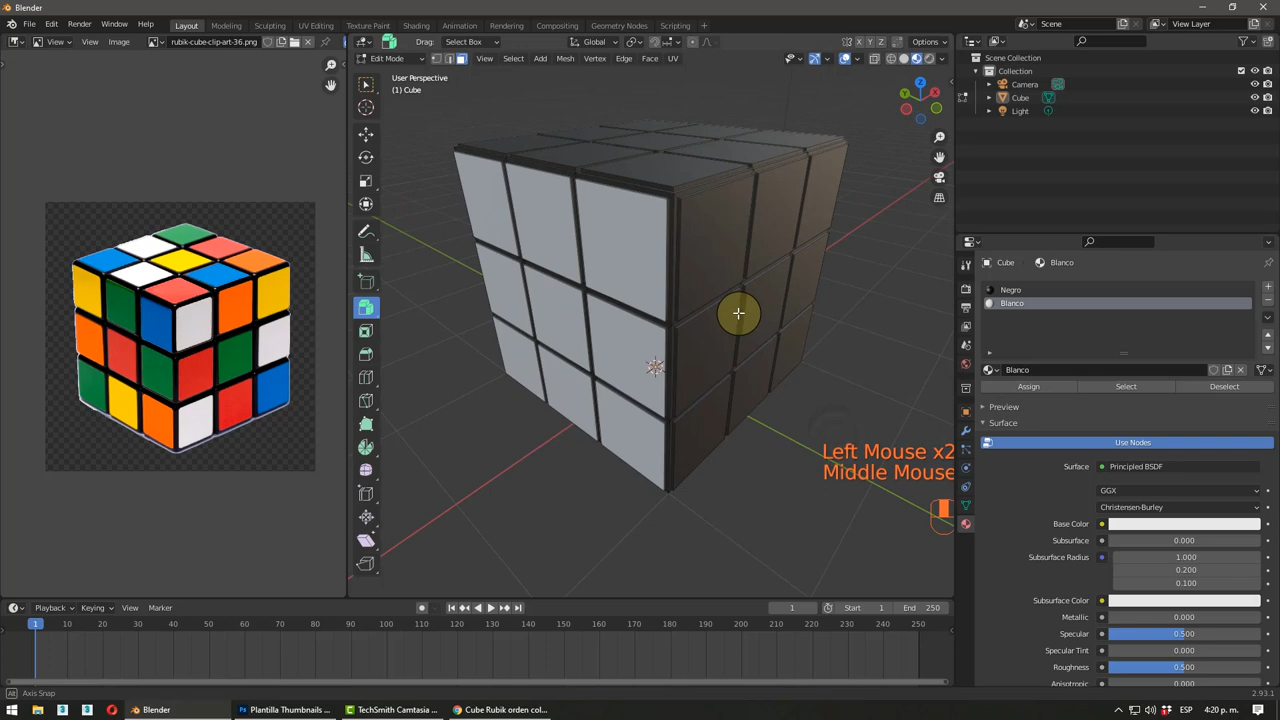 Blender
File Edit Render Window Help Layout Modeling Sculpting UV Editing Texture Paint Shading Animation Rendering Compositing Geometry Nodes Scripting Scene View Layer
View Image rubik-cube-clip-art-36.png Drag: Select Box Global X Y Z Options
Edit Mode View Select Add Mesh Vertex Edge Face UV
User Perspective
(1) Cube
Scene Collection
Collection
Camera
Cube
Light
Z
Y X
Cube Blanco
Negro
Blanco
Blanco
Assign Select Deselect
Preview
Surface
Use Nodes
Surface Principled BSDF
GGX
Christensen-Burley
Base Color
Subsurface 0.000
Subsurface Radius 1.000
0.200
0.100
Subsurface Color
Metallic 0.000
Specular 0.500
Specular Tint 0.000
Roughness 0.500
Anisotropic 0.000
Left Mouse x2
Middle Mouse
Playback Keying View Marker 1 Start 1 End 250
1 10 20 30 40 50 60 70 80 90 100 110 120 130 140 150 160 170 180 190 200 210 220 230 240 250
Alt Axis Snap 2.93.1
Blender Plantilla Thumbnails ... TechSmith Camtasia ... Cube Rubik orden col... ESP 4:20 p. m.